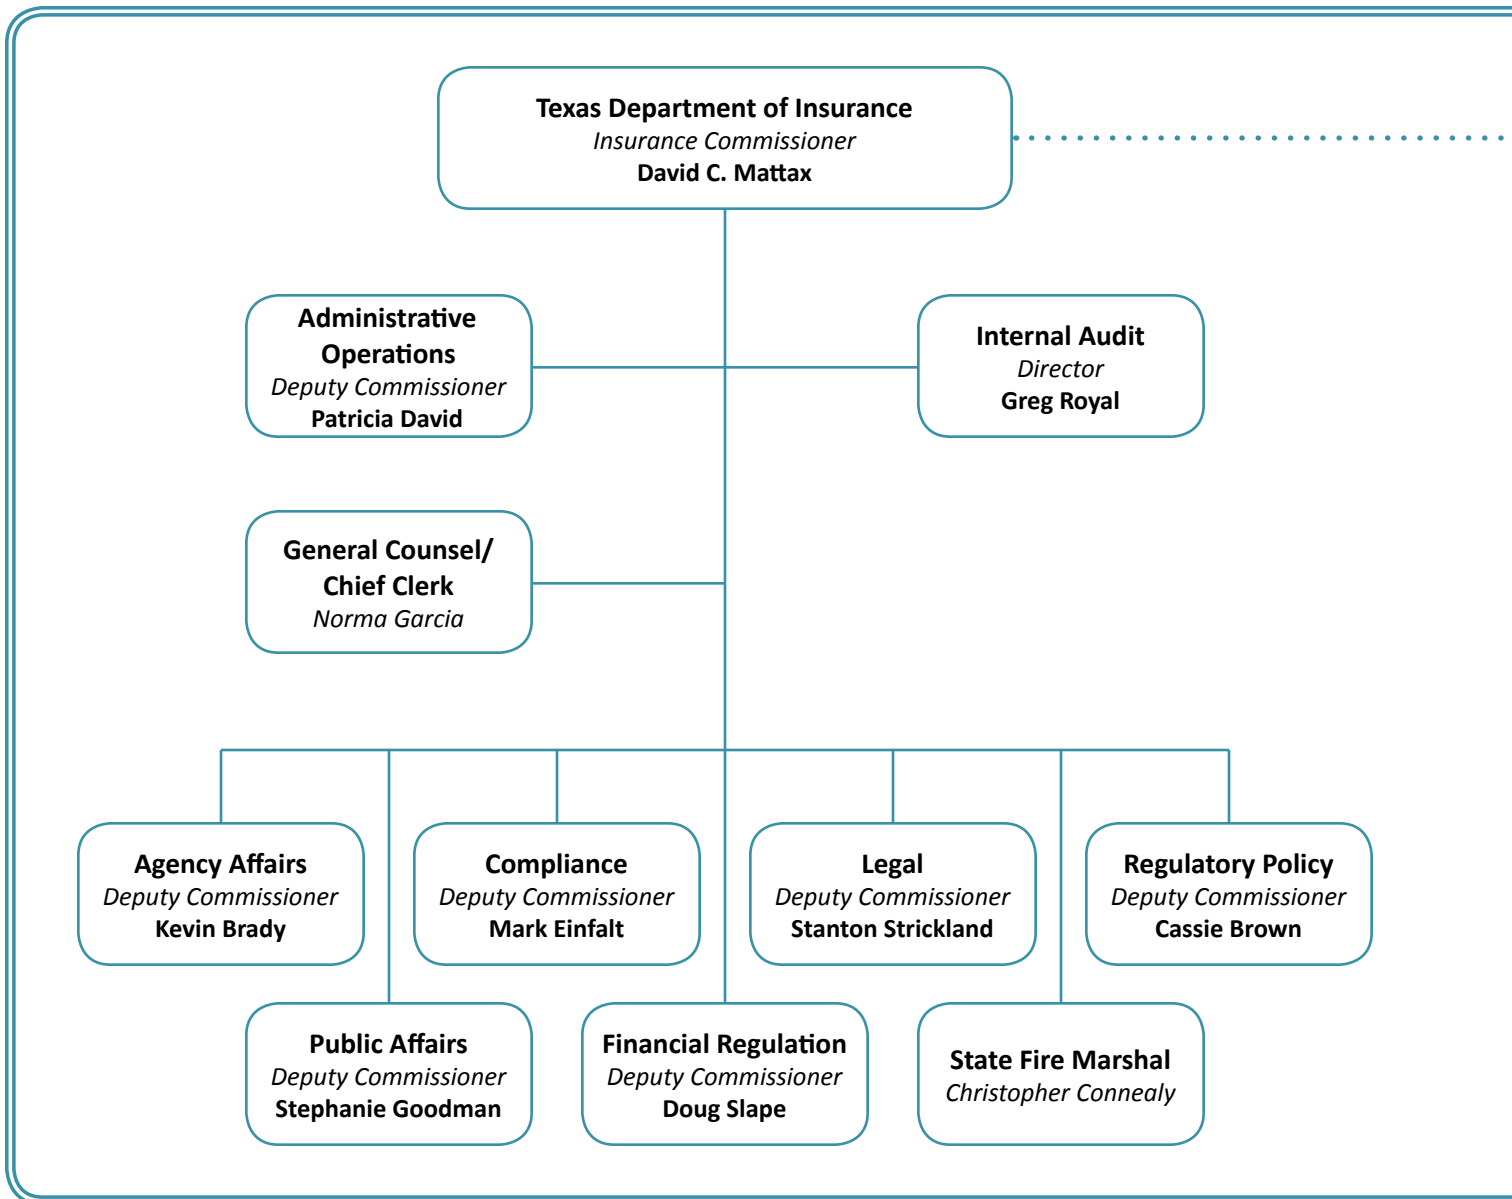 Texas Department of Insurance
Insurance Commissioner
David C. Mattax
Administrative
Operations
Deputy Commissioner
Patricia David
Internal Audit
Director
Greg Royal
General Counsel/
Chief Clerk
Norma Garcia
Agency Affairs
Deputy Commissioner
Kevin Brady
Compliance
Deputy Commissioner
Mark Einfalt
Legal
Deputy Commissioner
Stanton Strickland
Regulatory Policy
Deputy Commissioner
Cassie Brown
Public Affairs
Deputy Commissioner
Stephanie Goodman
Financial Regulation
Deputy Commissioner
Doug Slape
State Fire Marshal
Christopher Connealy